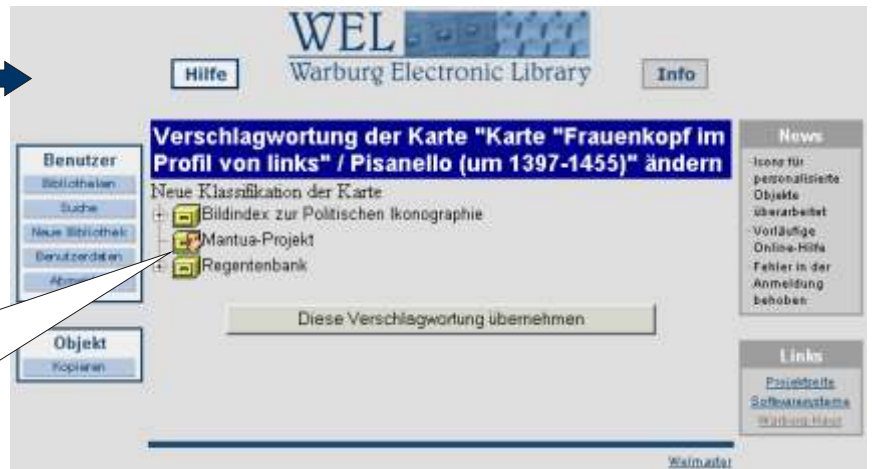 WEL
Warburg Electronic Library
Hilfe
Info
Benutzer
Bibliotheken
Suche
Neue Bibliothek
Benutzerdaten
Objekt
Kopieren
Verschlagwortung der Karte "Karte "Frauenkopf im
Profil von links" / Pisanello (um 1397-1455)" ändern
Neue Klassifikation der Karte
Bildindex zur Politischen Ikonographie
Mantua-Projekt
Regentenbank
Diese Verschlagwortung übernehmen
News
Icons für
personalisierte
Objekte
überarbeitet
Vorläufige
Online-Hilfe
Fehler in der
Anmeldung
behoben
Links
Projektseite
Softwaresysteme
Warburg-Haus
Welmaster